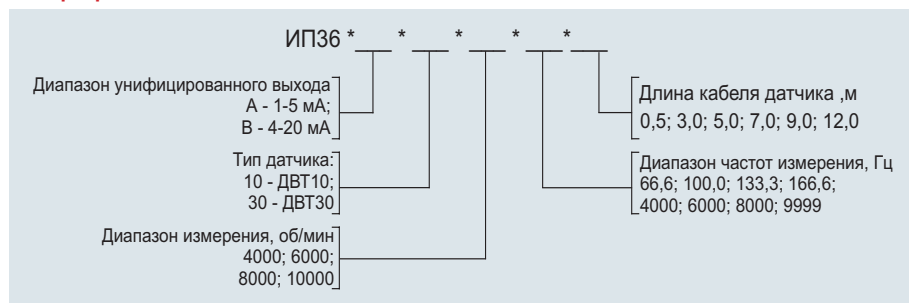 ИП36 *___ *___*___*___*___
Диапазон унифицированного выхода
А - 1-5 мА;
В - 4-20 мА
Тип датчика:
10 - ДВТ10;
30 - ДВТ30
Диапазон измерения, об/мин
4000; 6000;
8000; 10000
Длина кабеля датчика ,м
0,5; 3,0; 5,0; 7,0; 9,0; 12,0
Диапазон частот измерения, Гц
66,6; 100,0; 133,3; 166,6;
4000; 6000; 8000; 9999